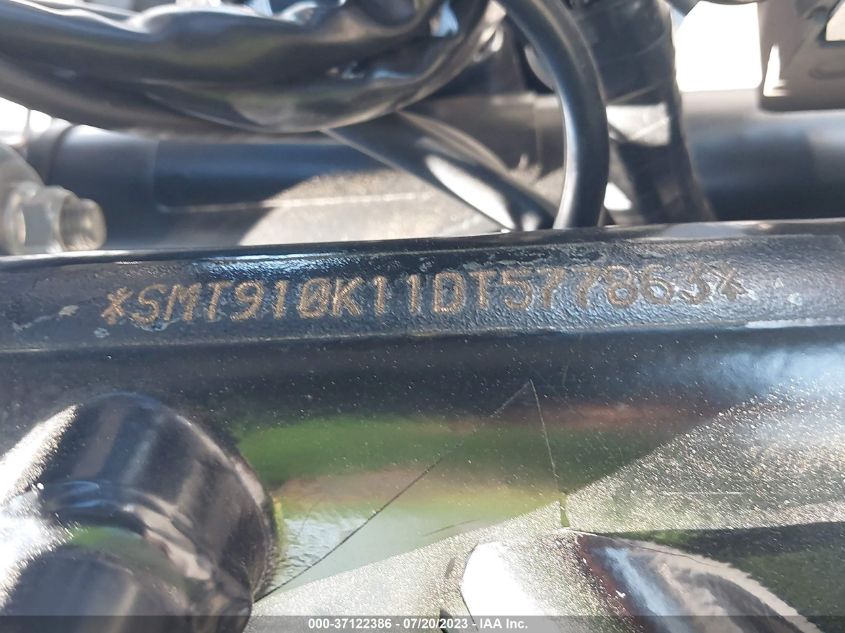 *SMT910K11DT577863*
000-37122386 - 07/20/2023 - © IAA Inc.